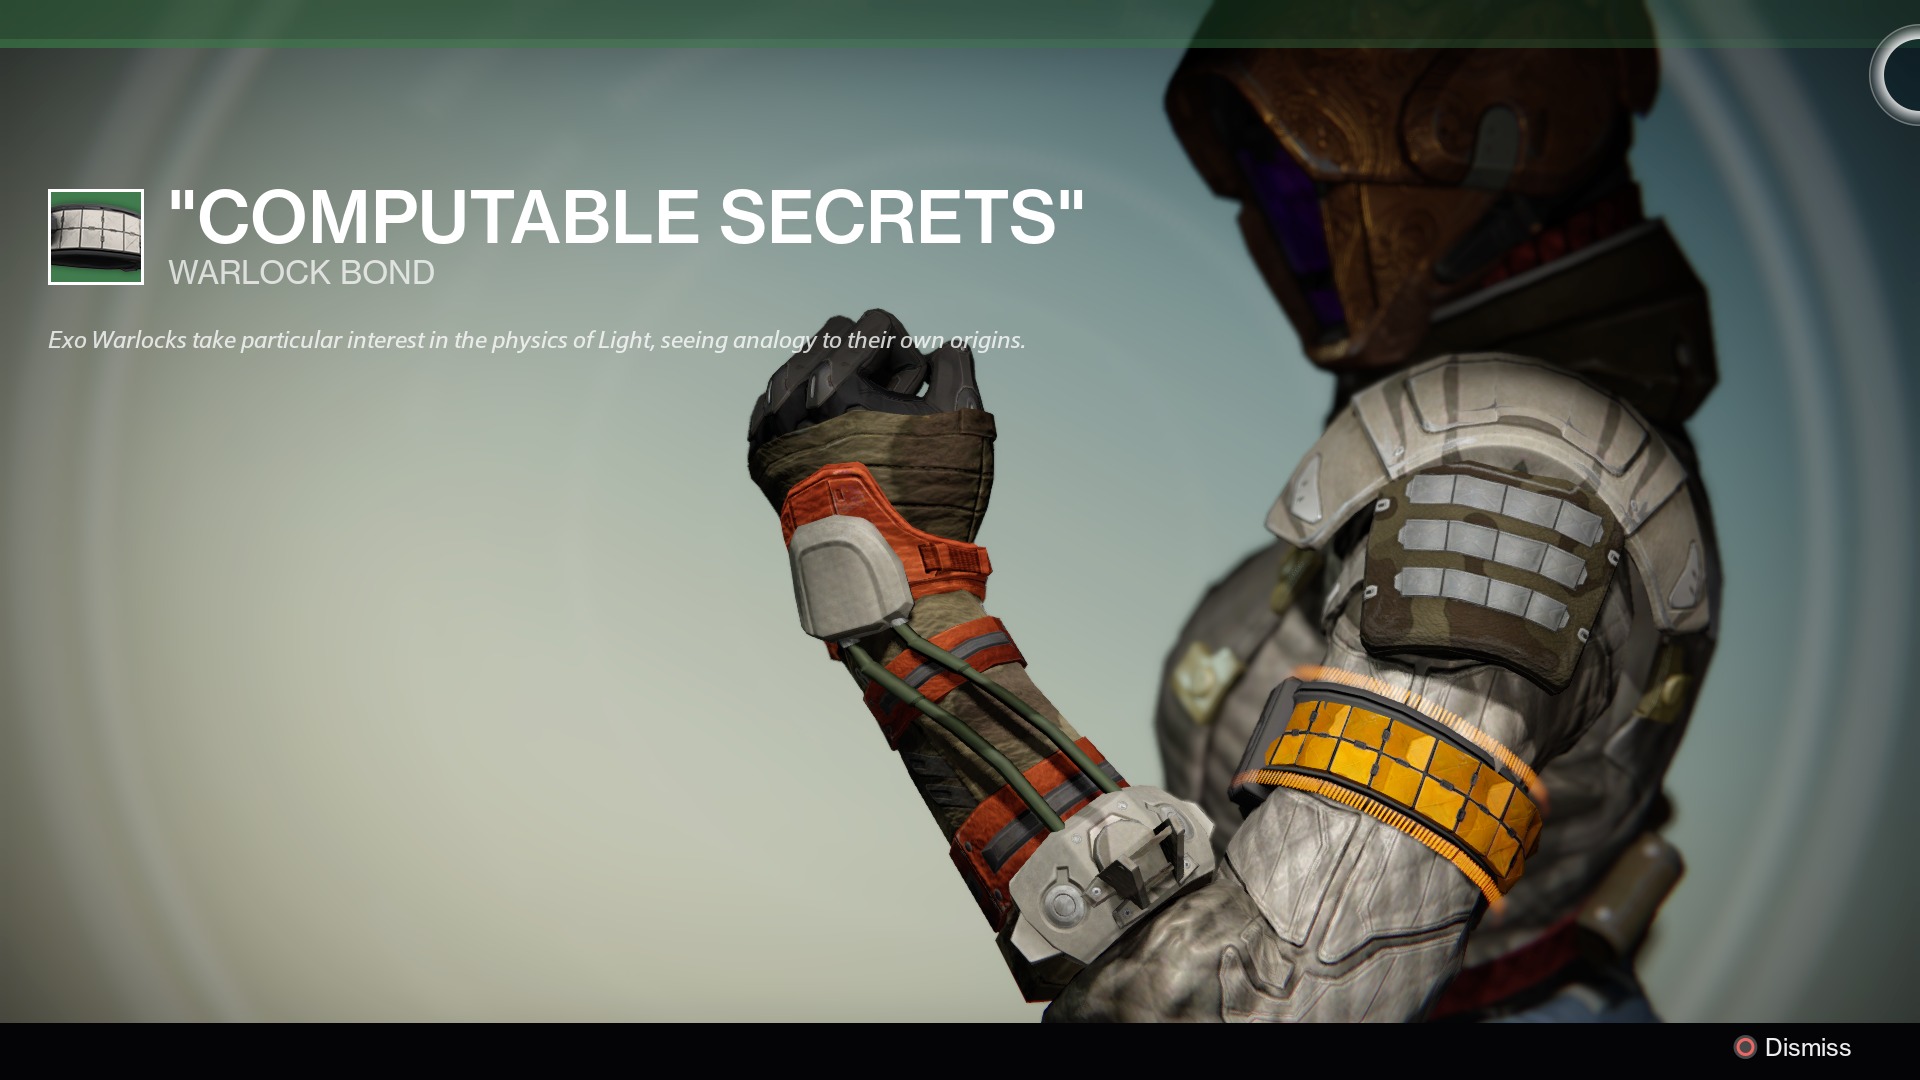 "COMPUTABLE SECRETS"
WARLOCK BOND
Exo Warlocks take particular interest in the physics of Light, seeing analogy to their own origins.
Dismiss